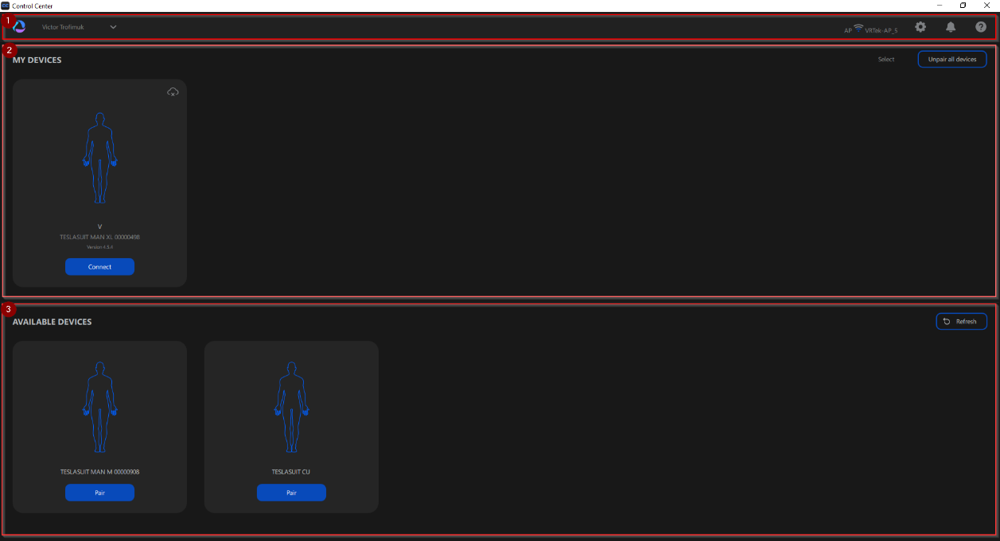 CC Control Center
1
Victor Trofimuk
AP VRTek-AP_5
2
MY DEVICES
Select
Unpair all devices
V
TESLASUIT MAN XL 00000498
Version 4.5.4
Connect
3
AVAILABLE DEVICES
Refresh
TESLASUIT MAN M 00000908
Pair
TESLASUIT CU
Pair